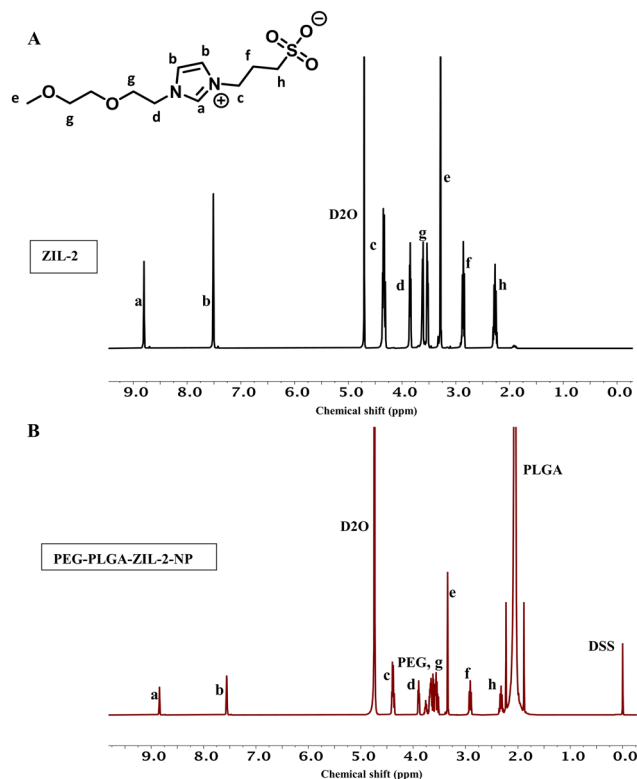 A
O⊖
O
S
O
b
b
f
h
g
O
N
N
⊕
c
e
O
g
d
a
e
D2O
g
c
ZIL-2
d
f
h
a
b
9.0
8.0
7.0
6.0
5.0
4.0
3.0
2.0
1.0
0.0
Chemical shift (ppm)
B
PLGA
D2O
PEG-PLGA-ZIL-2-NP
e
DSS
PEG, g
c
d
f
h
a
b
9.0
8.0
7.0
6.0
5.0
4.0
3.0
2.0
1.0
0.0
Chemical shift (ppm)